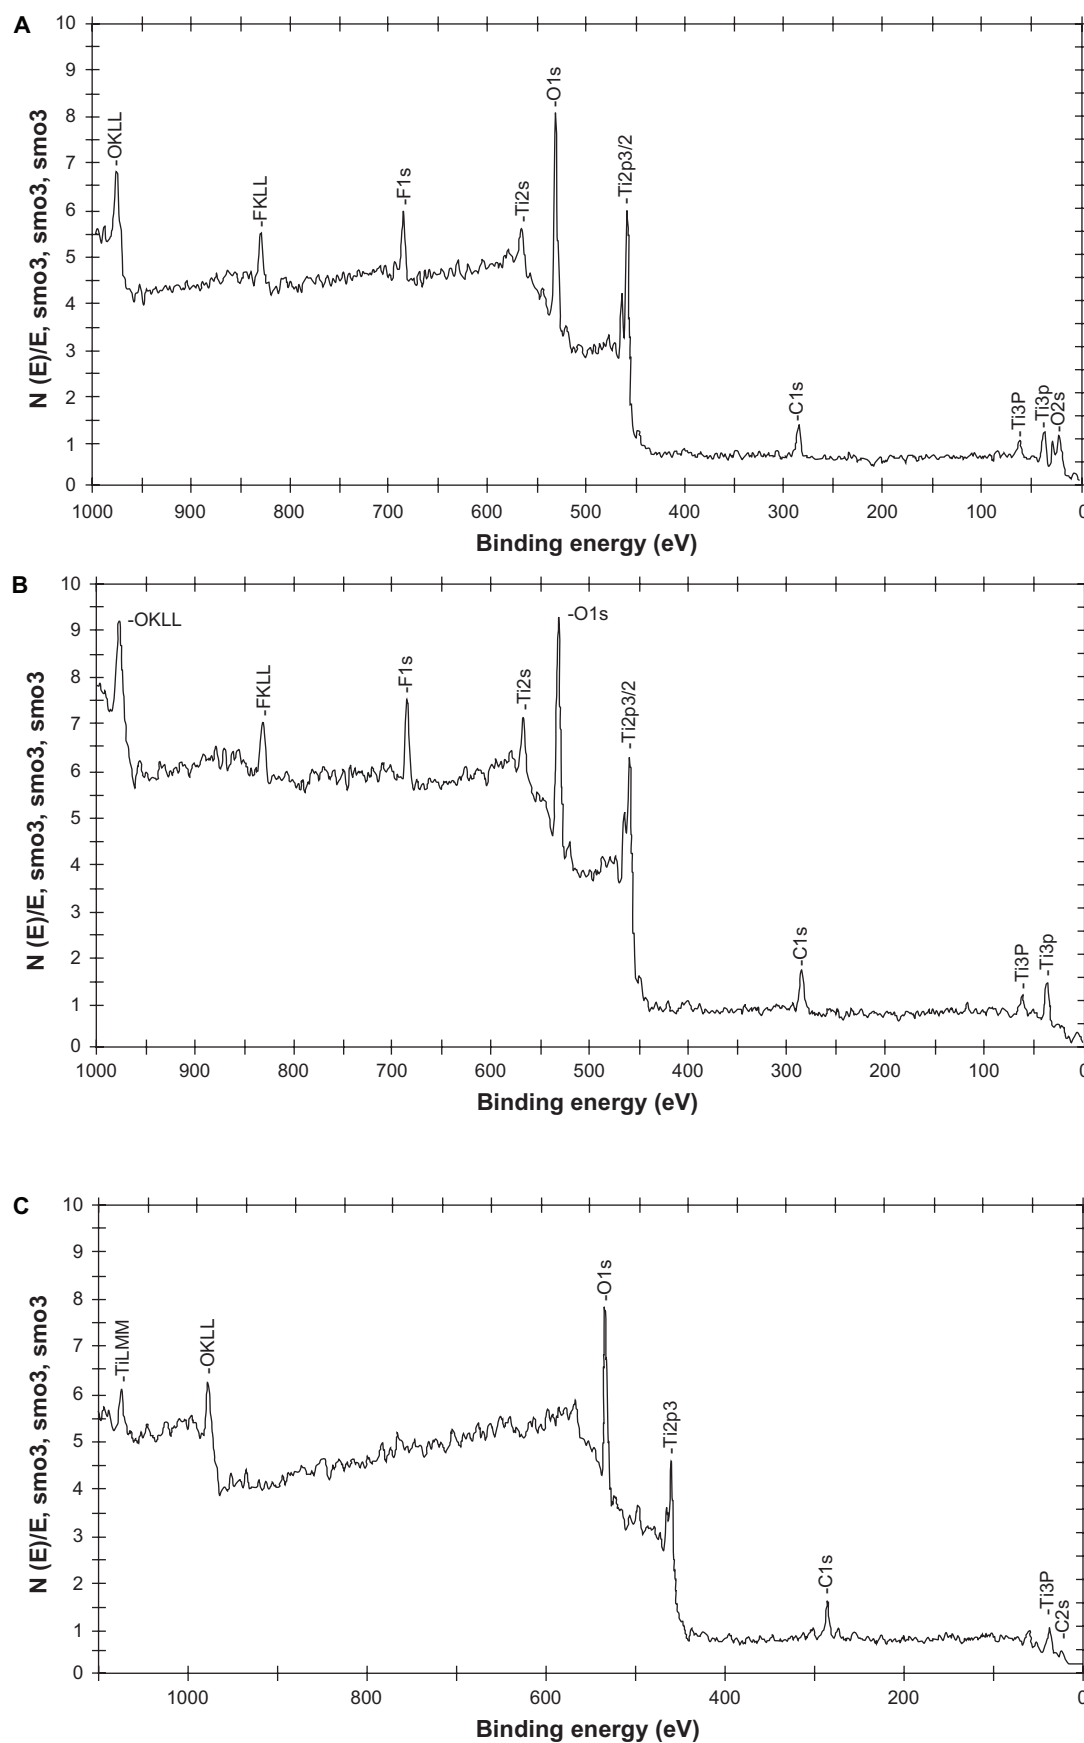 A
10
9
8
7
6
5
4
3
2
1
0
N (E)/E, smo3, smo3, smo3
-OKLL
-FKLL
-F1s
-Ti2s
-O1s
-Ti2p3/2
-C1s
-Ti3P
-Ti3p
-O2s
1000 900 800 700 600 500 400 300 200 100 0
Binding energy (eV)
B
10
9
8
7
6
5
4
3
2
1
0
N (E)/E, smo3, smo3, smo3
-OKLL
-FKLL
-F1s
-Ti2s
-O1s
-Ti2p3/2
-C1s
-Ti3P
-Ti3p
1000 900 800 700 600 500 400 300 200 100 0
Binding energy (eV)
C
10
9
8
7
6
5
4
3
2
1
0
N (E)/E, smo3, smo3, smo3
-TiLMM
-OKLL
-O1s
-Ti2p3
-C1s
-Ti3P
-C2s
1000 800 600 400 200 0
Binding energy (eV)